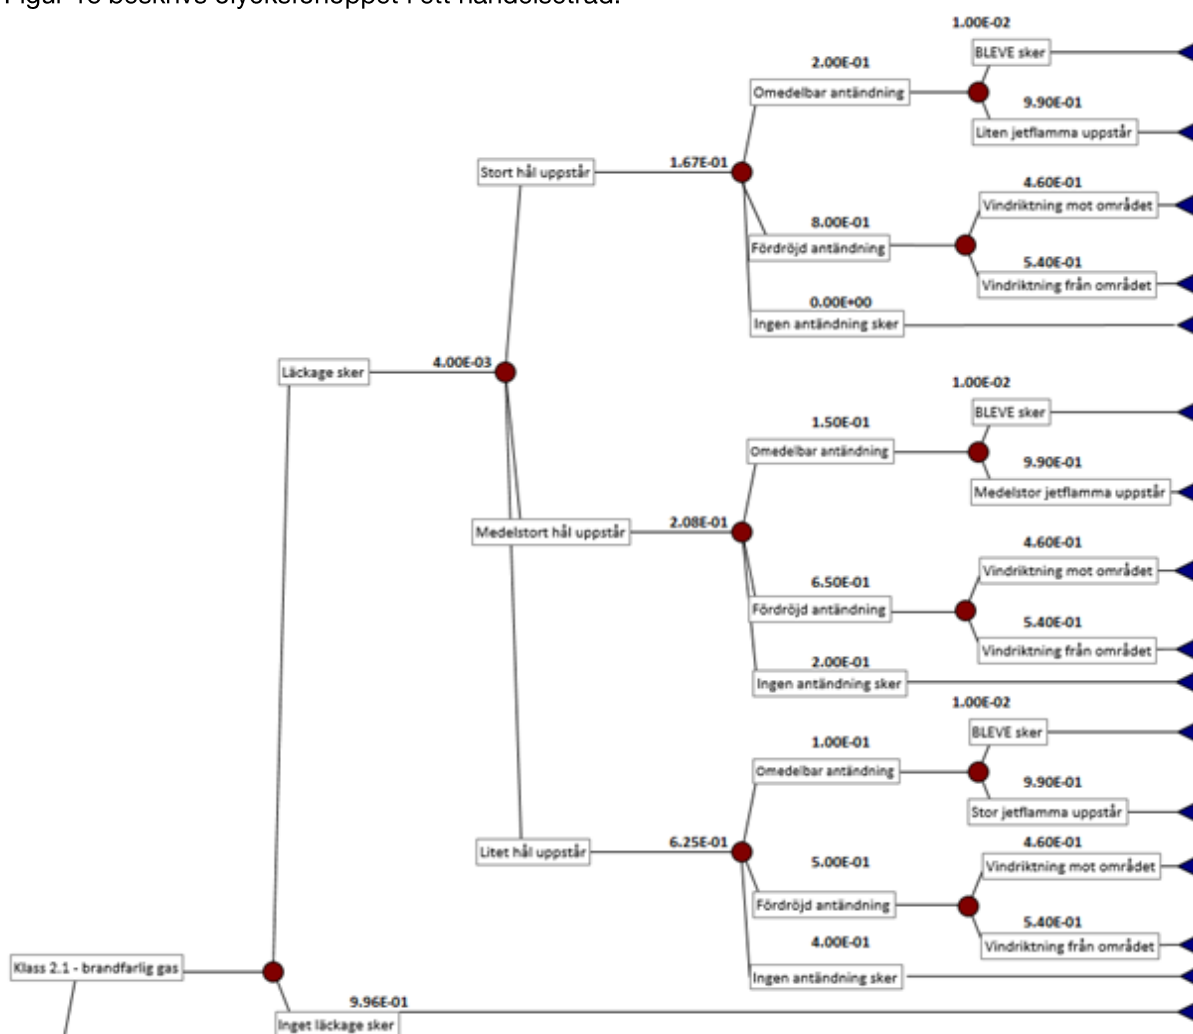 Figur 40 beskrivs olycksförloppet i ett händelseträd.
1.00E-02
BLEVE sker
2.00E-01
Omedelbar antändning
9.90E-01
Liten jetflamma uppstår
Stort hål uppstår
1.67E-01
4.60E-01
Vindriktning mot området
8.00E-01
Fördröjd antändning
5.40E-01
Vindriktning från området
0.00E+00
Ingen antändning sker
Läckage sker
4.00E-03
1.00E-02
BLEVE sker
1.50E-01
Omedelbar antändning
9.90E-01
Medelstor jetflamma uppstår
Medelstort hål uppstår
2.08E-01
4.60E-01
Vindriktning mot området
6.50E-01
Fördröjd antändning
5.40E-01
Vindriktning från området
2.00E-01
Ingen antändning sker
1.00E-02
BLEVE sker
1.00E-01
Omedelbar antändning
9.90E-01
Stor jetflamma uppstår
Litet hål uppstår
6.25E-01
4.60E-01
Vindriktning mot området
5.00E-01
Fördröjd antändning
5.40E-01
Vindriktning från området
4.00E-01
Ingen antändning sker
Klass 2.1 - brandfarlig gas
9.96E-01
Inget läckage sker